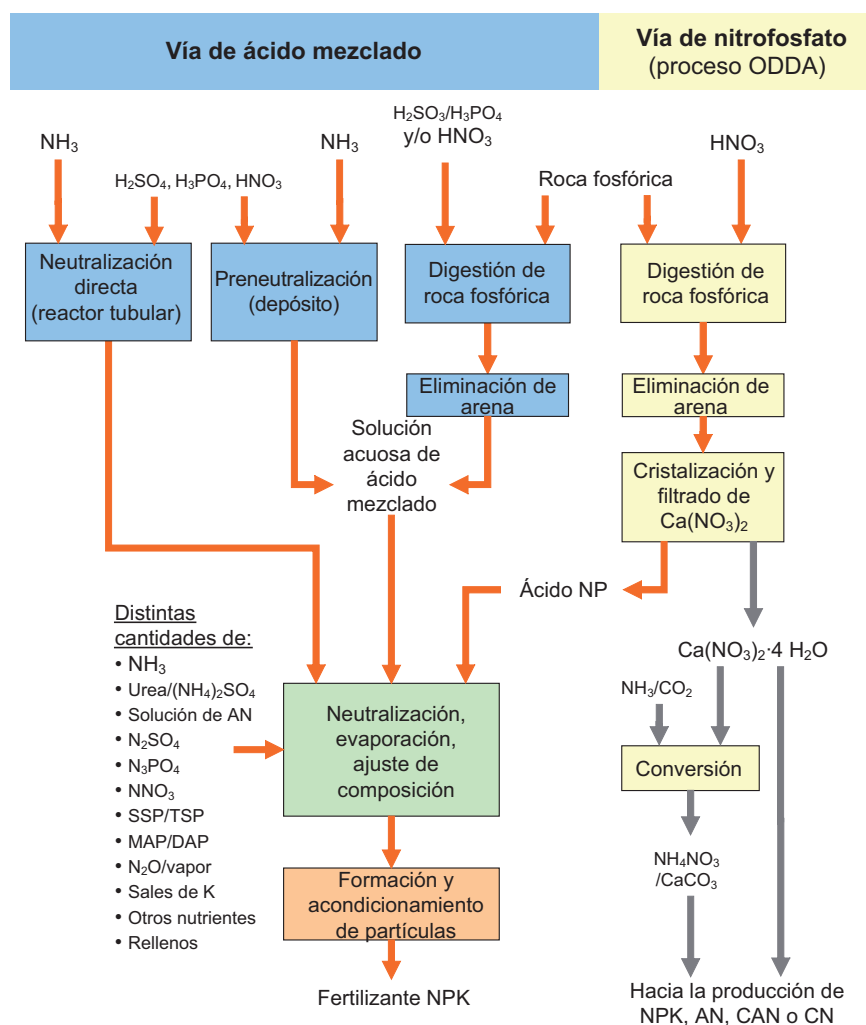 Vía de ácido mezclado
Vía de nitrofosfato
(proceso ODDA)
NH₃
H₂SO₄, H₃PO₄, HNO₃
NH₃
H₂SO₃/H₃PO₄
y/o HNO₃
Roca fosfórica
HNO₃
Neutralización
directa
(reactor tubular)
Preneutralización
(depósito)
Digestión de
roca fosfórica
Digestión de
roca fosfórica
Eliminación de
arena
Eliminación de
arena
Solución
acuosa de
ácido
mezclado
Cristalización y
filtrado de
Ca(NO₃)₂
Ácido NP
Distintas
cantidades de:
• NH₃
• Urea/(NH₄)₂SO₄
• Solución de AN
• N₂SO₄
• N₃PO₄
• NNO₃
• SSP/TSP
• MAP/DAP
• N₂O/vapor
• Sales de K
• Otros nutrientes
• Rellenos
Neutralización,
evaporación,
ajuste de
composición
Ca(NO₃)₂·4 H₂O
NH₃/CO₂
Conversión
NH₄NO₃
/CaCO₃
Formación y
acondicionamiento
de partículas
Fertilizante NPK
Hacia la producción de
NPK, AN, CAN o CN